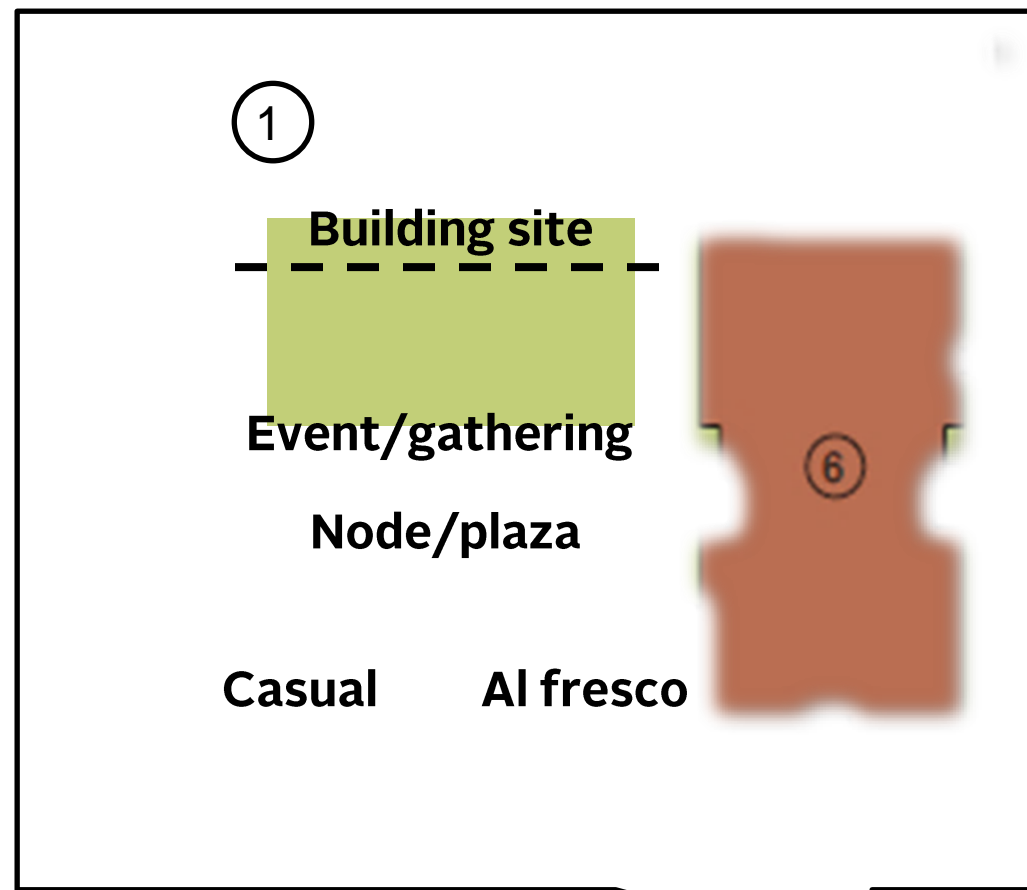 1
Building site
Event/gathering
6
Node/plaza
Casual Al fresco